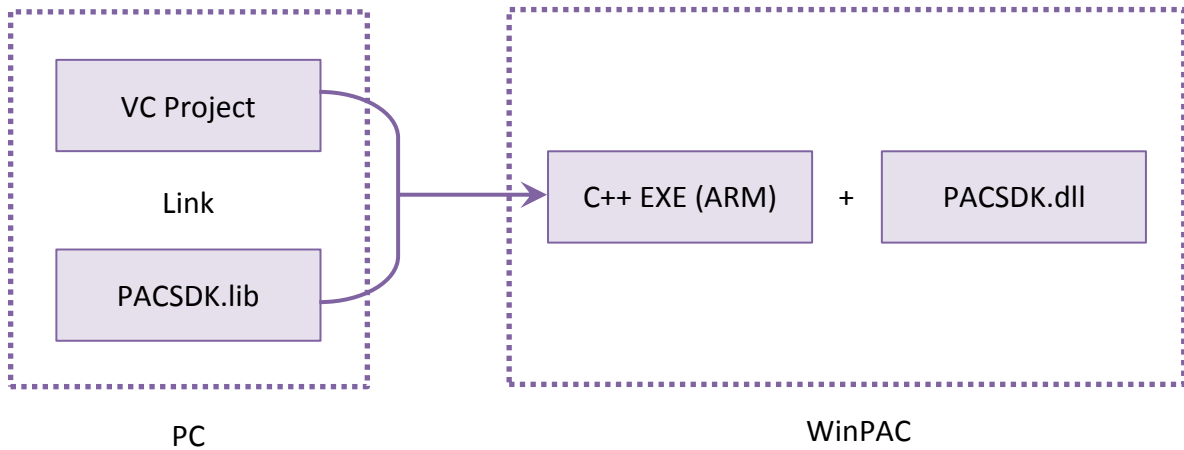 VC Project
Link
PACSDK.lib
PC
C++ EXE (ARM)
+
PACSDK.dll
WinPAC